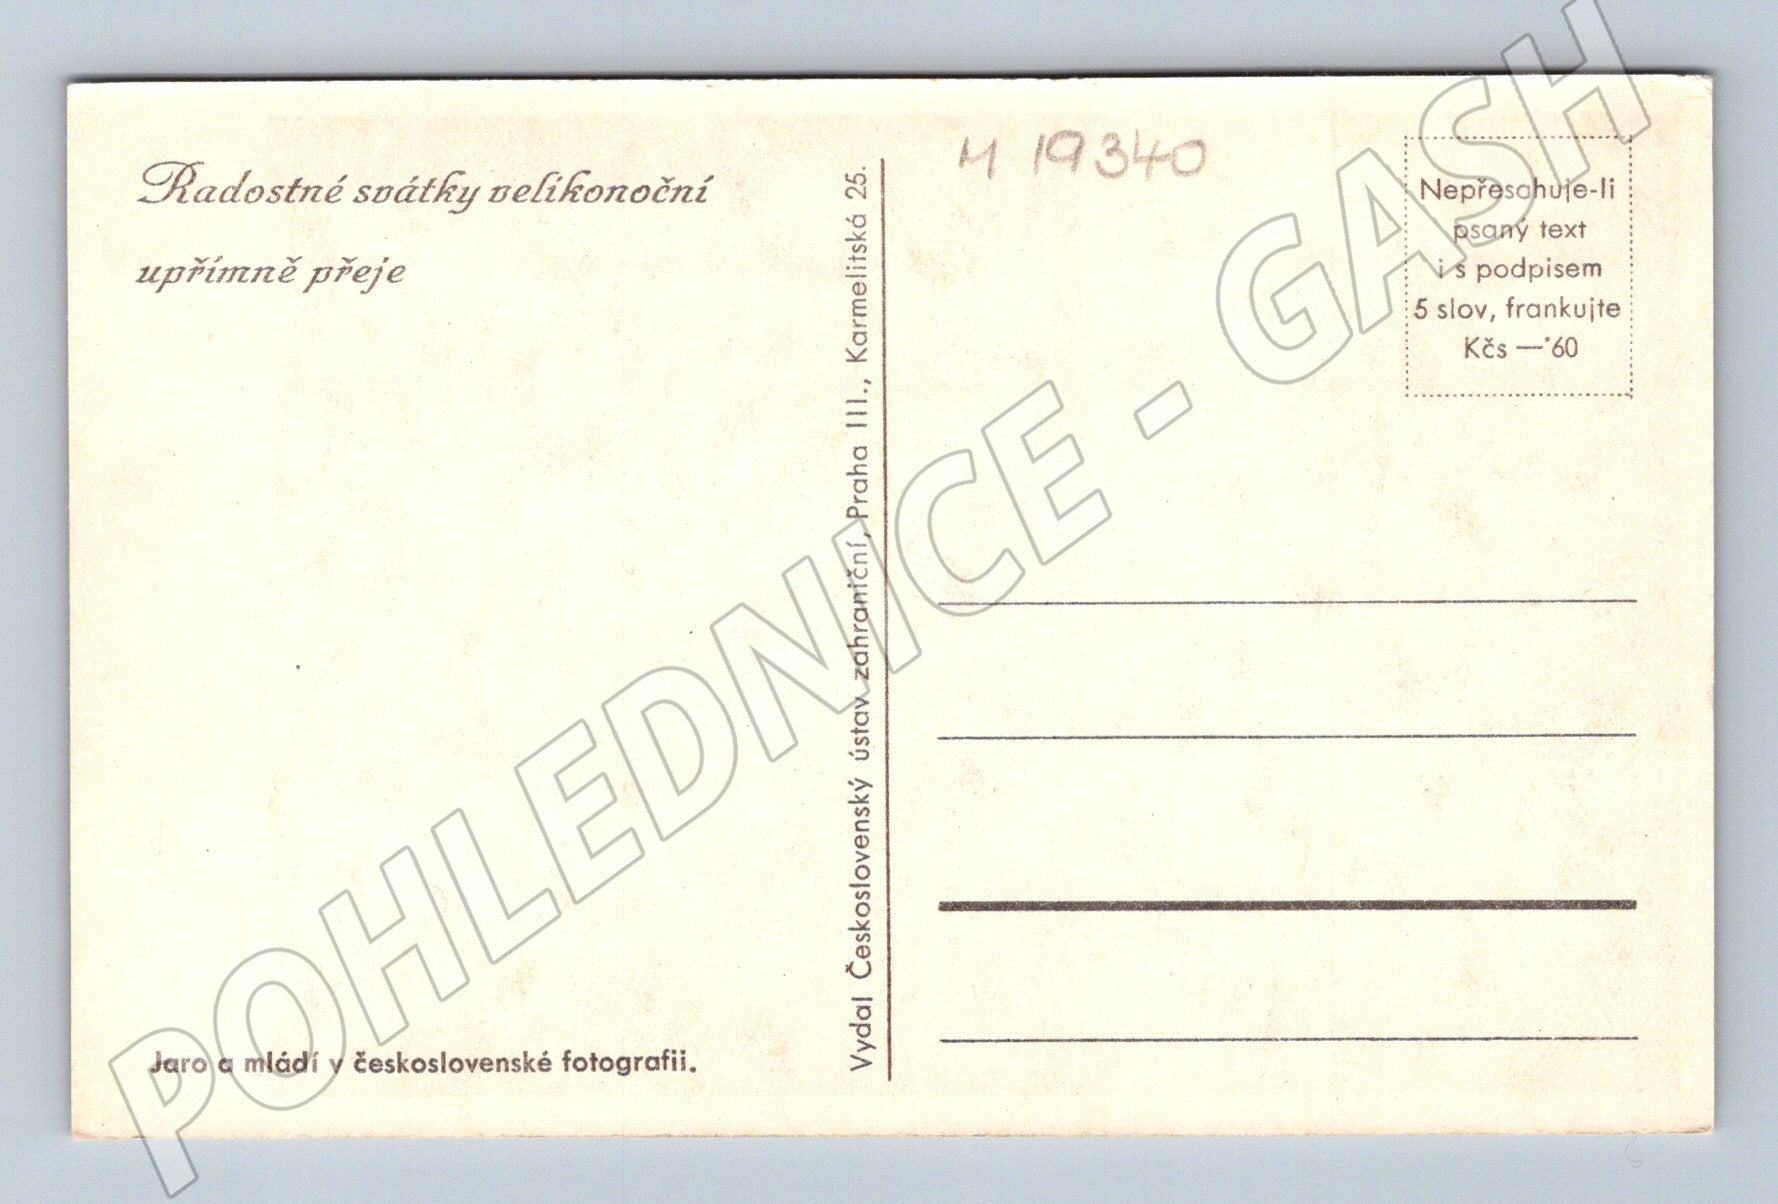 Radostné svátky velikonoční
upřímně přeje
Jaro a mládí v československé fotografii.
Vydal Československý ústav zahraniční, Praha III., Karmelitská 25.
M 19340
Nepřesahuje-li
psaný text
i s podpisem
5 slov, frankujte
Kčs —˙60
POHLEDNICE - GASH